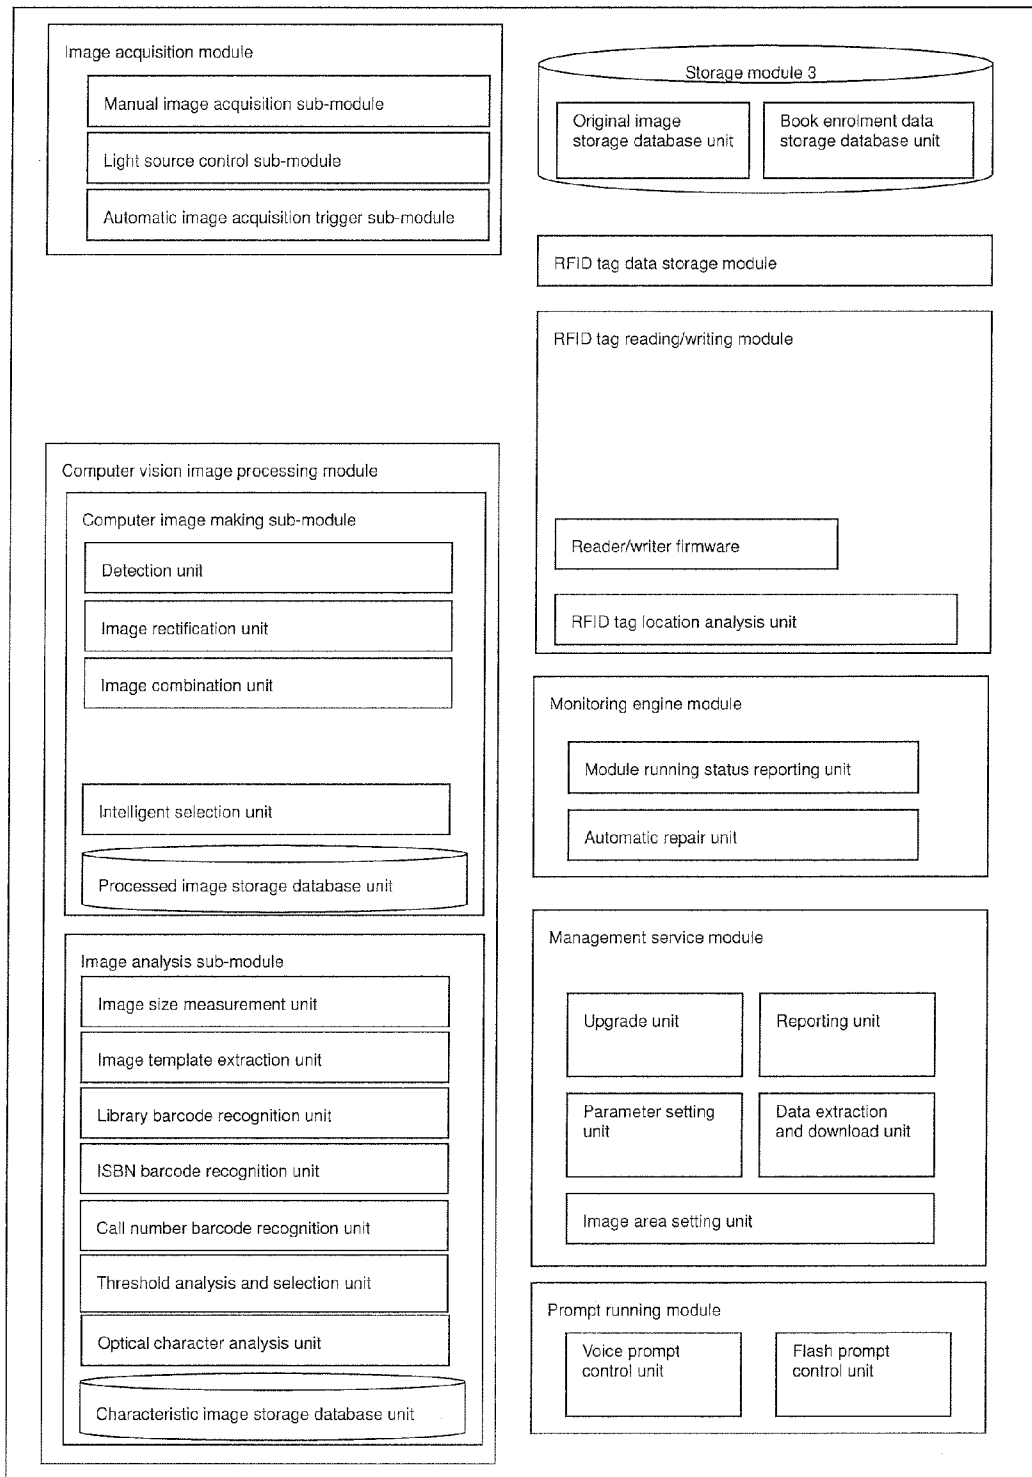 Image acquisition module
Manual image acquisition sub-module
Light source control sub-module
Automatic image acquisition trigger sub-module
Computer vision image processing module
Computer image making sub-module
Detection unit
Image rectification unit
Image combination unit
Intelligent selection unit
Processed image storage database unit
Image analysis sub-module
Image size measurement unit
Image template extraction unit
Library barcode recognition unit
ISBN barcode recognition unit
Call number barcode recognition unit
Threshold analysis and selection unit
Optical character analysis unit
Characteristic image storage database unit
Storage module 3
Original image
storage database unit
Book enrolment data
storage database unit
RFID tag data storage module
RFID tag reading/writing module
Reader/writer firmware
RFID tag location analysis unit
Monitoring engine module
Module running status reporting unit
Automatic repair unit
Management service module
Upgrade unit
Reporting unit
Parameter setting
unit
Data extraction
and download unit
Image area setting unit
Prompt running module
Voice prompt
control unit
Flash prompt
control unit